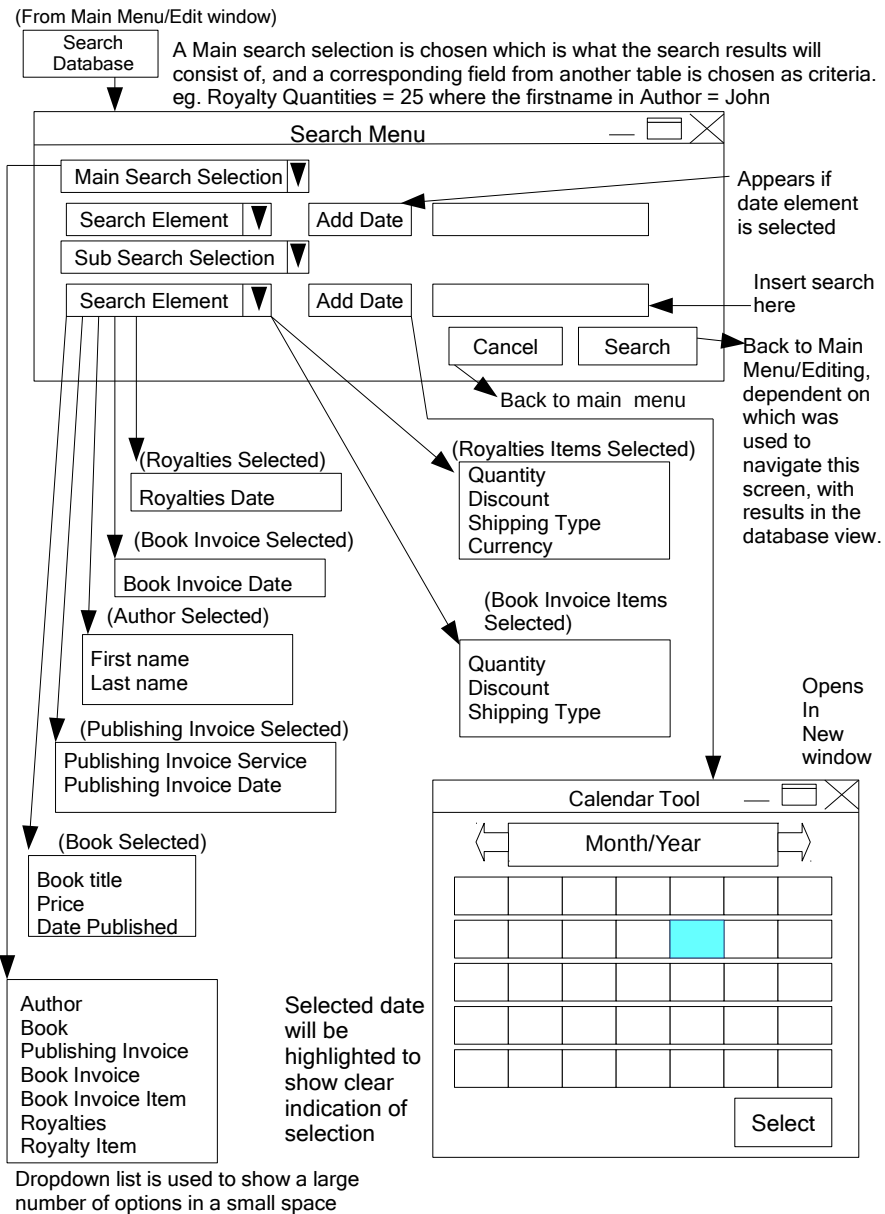 (From Main Menu/Edit window)
Search
Database
A Main search selection is chosen which is what the search results will
consist of, and a corresponding field from another table is chosen as criteria.
eg. Royalty Quantities = 25 where the firstname in Author = John
Search Menu
Main Search Selection
Search Element
Add Date
Appears if
date element
is selected
Sub Search Selection
Search Element
Add Date
Insert search
here
Cancel
Search
Back to Main
Menu/Editing,
dependent on
which was
used to
navigate this
screen, with
results in the
database view.
Back to main menu
(Royalties Selected)
Royalties Date
(Royalties Items Selected)
Quantity
Discount
Shipping Type
Currency
(Book Invoice Selected)
Book Invoice Date
(Author Selected)
First name
Last name
(Book Invoice Items
Selected)
Quantity
Discount
Shipping Type
(Publishing Invoice Selected)
Publishing Invoice Service
Publishing Invoice Date
Opens
In
New
window
(Book Selected)
Book title
Price
Date Published
Calendar Tool
Month/Year
Select
Author
Book
Publishing Invoice
Book Invoice
Book Invoice Item
Royalties
Royalty Item
Selected date
will be
highlighted to
show clear
indication of
selection
Dropdown list is used to show a large
number of options in a small space